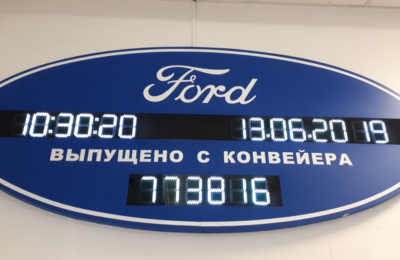 Ford
10:30:20 13.06.2019
ВЫПУЩЕНО С КОНВЕЙЕРА
773816